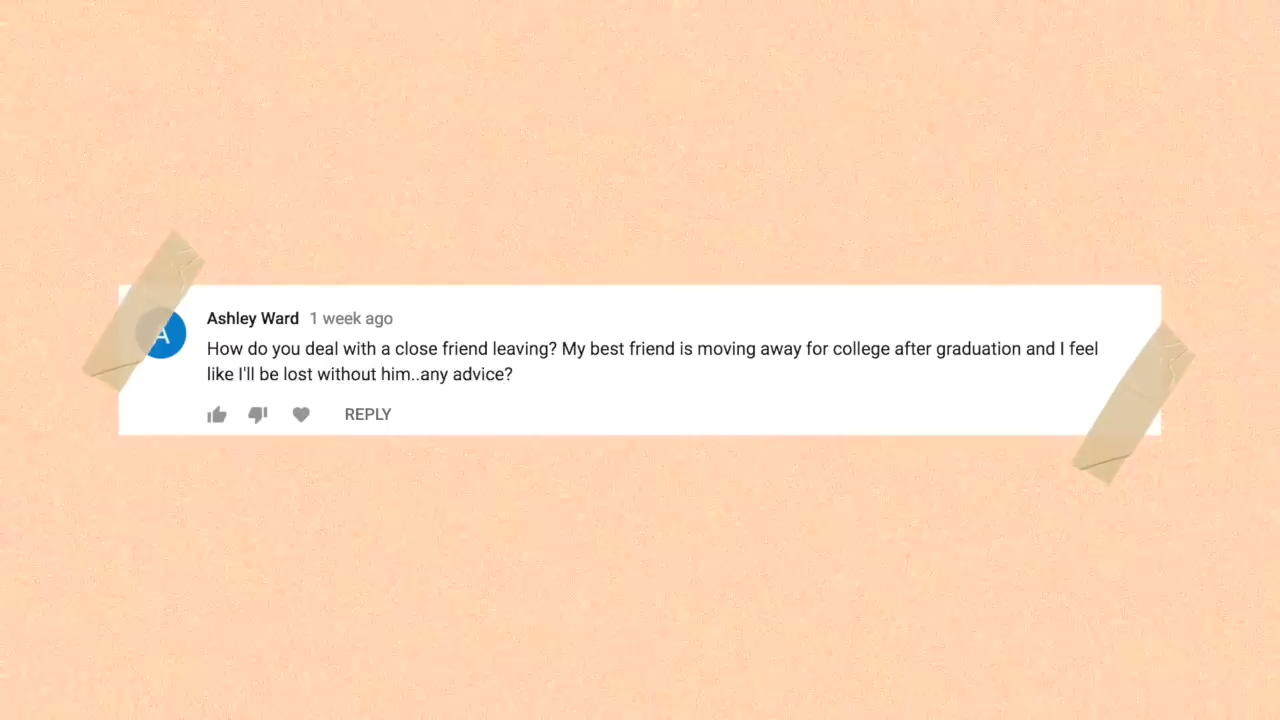 A
Ashley Ward 1 week ago
How do you deal with a close friend leaving? My best friend is moving away for college after graduation and I feel
like I'll be lost without him..any advice?
REPLY